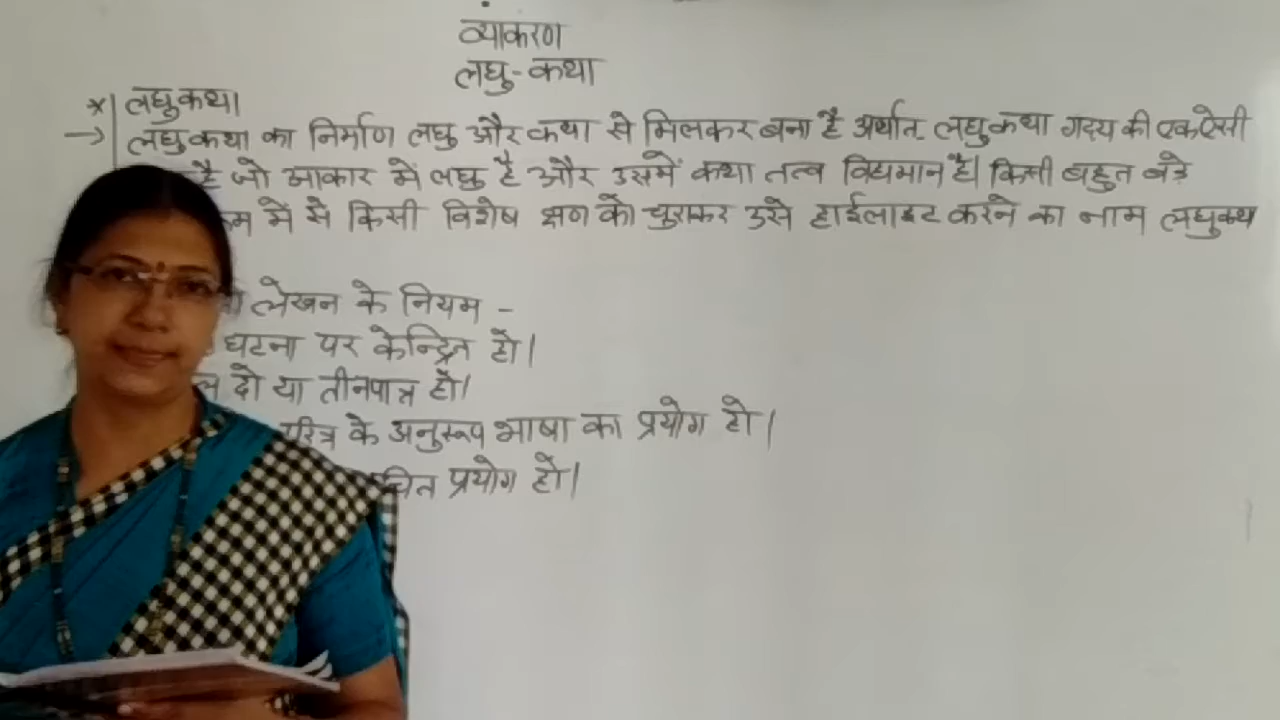 व्याकरण
लघु-कथा
* लघुकथा
→ लघुकथा का निर्माण लघु और कथा से मिलकर बना है अर्थात- लघुकथा गद्य की एक ऐसी
है जो आकार में लघु है और उसमें कथा तत्व विद्यमान है। किसी बहुत बड़े
में से किसी विशेष क्षण को चुराकर उसे हाईलाइट करने का नाम लघुकथ
लेखन के नियम -
घटना पर केन्द्रित हो।
दो या तीनपात्र हो।
के अनुरूप भाषा का प्रयोग हो।
प्रयोग हो।